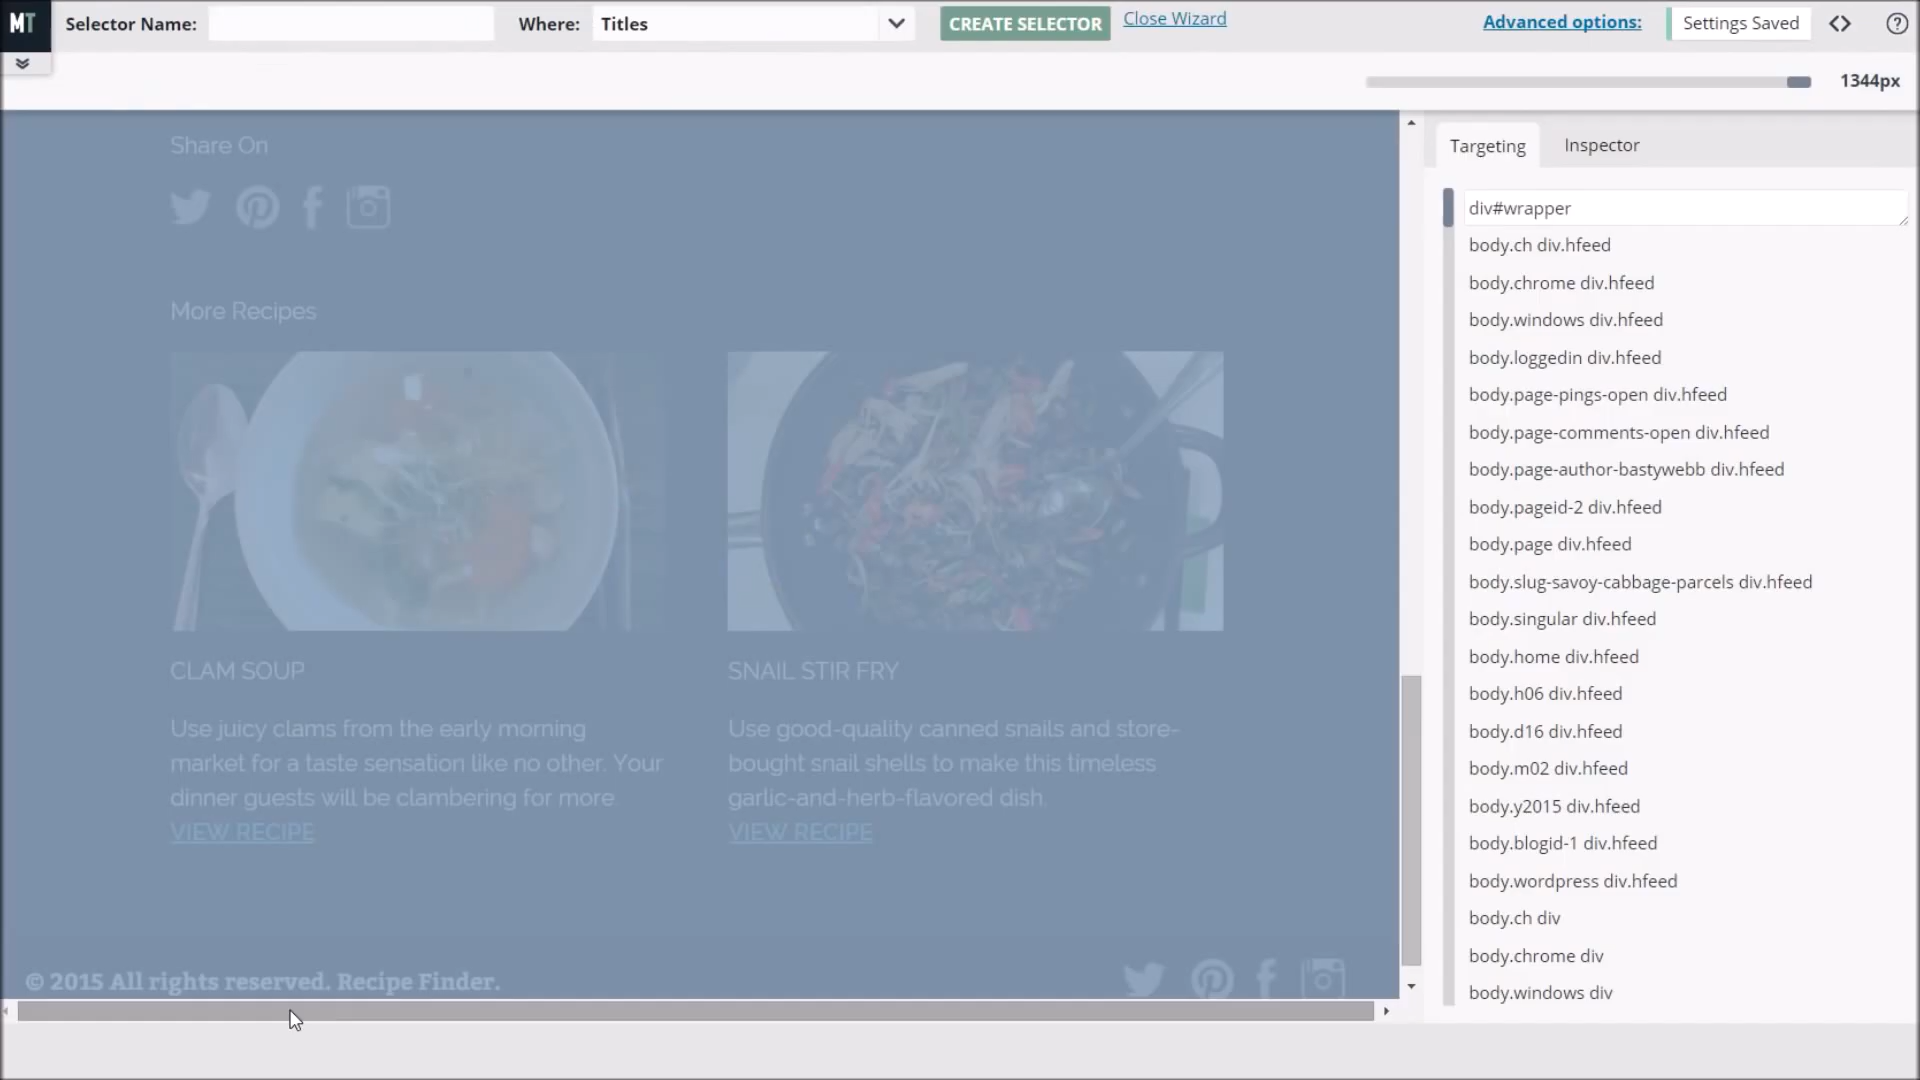 MT Selector Name: Where: Titles CREATE SELECTOR Close Wizard Advanced options: Settings Saved <> ?
1344px
Targeting Inspector
Share On
More Recipes
CLAM SOUP
Use juicy clams from the early morning
market for a taste sensation like no other. Your
dinner guests will be clambering for more.
VIEW RECIPE
SNAIL STIR FRY
Use good-quality canned snails and store-
bought snail shells to make this timeless
garlic-and-herb-flavored dish.
VIEW RECIPE
© 2015 All rights reserved. Recipe Finder.
div#wrapper
body.ch div.hfeed
body.chrome div.hfeed
body.windows div.hfeed
body.loggedin div.hfeed
body.page-pings-open div.hfeed
body.page-comments-open div.hfeed
body.page-author-bastywebb div.hfeed
body.pageid-2 div.hfeed
body.page div.hfeed
body.slug-savoy-cabbage-parcels div.hfeed
body.singular div.hfeed
body.home div.hfeed
body.h06 div.hfeed
body.d16 div.hfeed
body.m02 div.hfeed
body.y2015 div.hfeed
body.blogid-1 div.hfeed
body.wordpress div.hfeed
body.ch div
body.chrome div
body.windows div